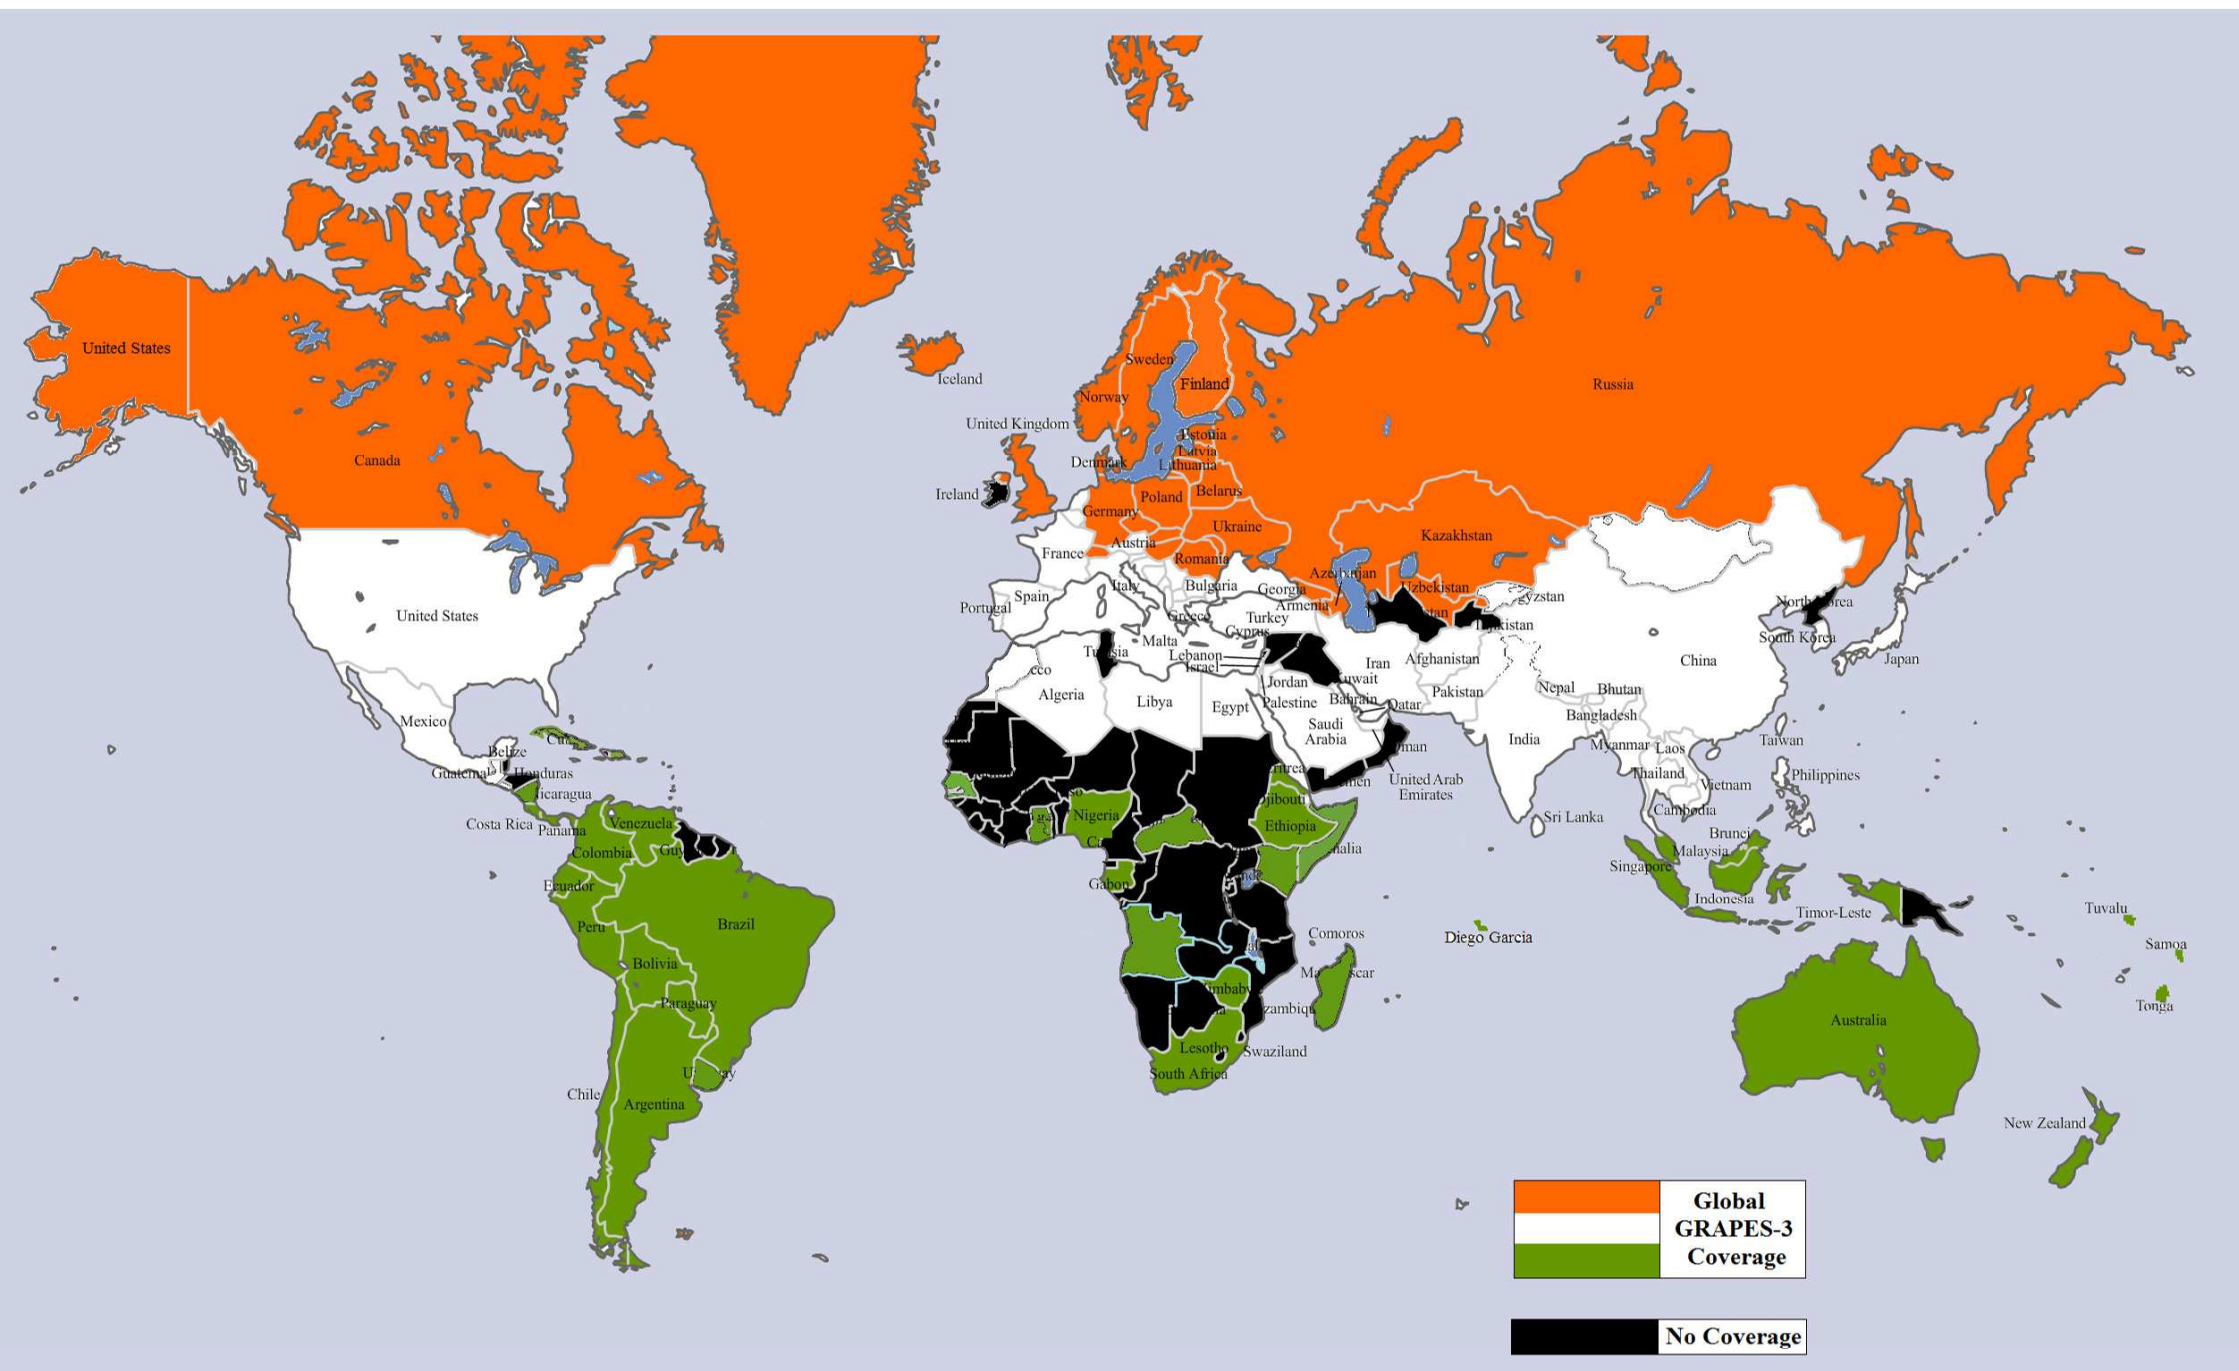 United States
Canada
United States
Mexico
Belize
Honduras
Nicaragua
Costa Rica
Panama
Venezuela
Colombia
Ecuador
Peru
Brazil
Bolivia
Paraguay
Chile
Argentina
Iceland
United Kingdom
Ireland
Norway
Sweden
Finland
Estonia
Latvia
Lithuania
Denmark
Poland
Belarus
Germany
Ukraine
France
Austria
Romania
Italy
Bulgaria
Spain
Portugal
Greece
Malta
Cyprus
Turkey
Georgia
Armenia
Azerbaijan
Russia
Kazakhstan
Uzbekistan
Tajikistan
Lebanon
Israel
Jordan
Palestine
Iran
Afghanistan
Pakistan
Bahrain
Qatar
Saudi
Arabia
United Arab
Emirates
Algeria
Libya
Egypt
Nigeria
Gabon
Ethiopia
Comoros
Lesotho
Swaziland
South Africa
China
South Korea
Japan
Nepal
Bhutan
Bangladesh
India
Myanmar
Laos
Thailand
Vietnam
Cambodia
Taiwan
Philippines
Sri Lanka
Brunei
Malaysia
Singapore
Indonesia
Timor-Leste
Diego Garcia
Tuvalu
Samoa
Tonga
Australia
New Zealand
Global
GRAPES-3
Coverage
No Coverage